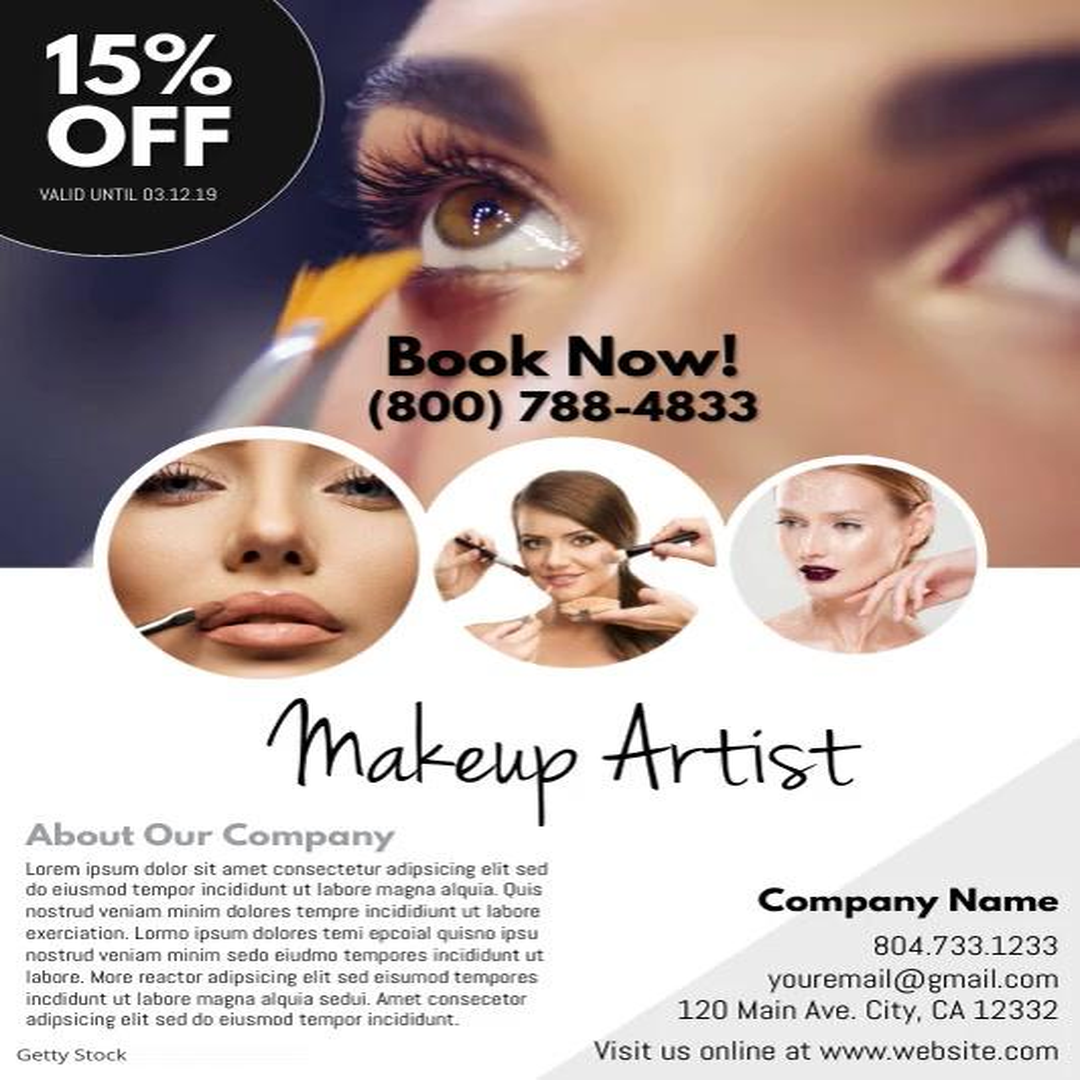 15%
OFF
VALID UNTIL 03.12.19
Book Now!
(800) 788-4833
Makeup Artist
About Our Company
Lorem ipsum dolor sit amet consectetur adipsicing elit sed
do eiusmod tempor incididunt ut labore magna alquia. Quis
nostrud veniam minim dolores tempre incididiunt ut labore
exerciation. Lormo ipsum dolores temi epcoial quisno ipsu
nostrud veniam minim sedo eiudmo tempores incididunt ut
labore. More reactor adipsicing elit sed eisumod tempores
incdidunt ut labore magna alquia sedui. Amet consecetor
adipsicing elit sed do eiusmod tempor incididunt.
Getty Stock
Company Name
804.733.1233
youremail@gmail.com
120 Main Ave. City, CA 12332
Visit us online at www.website.com